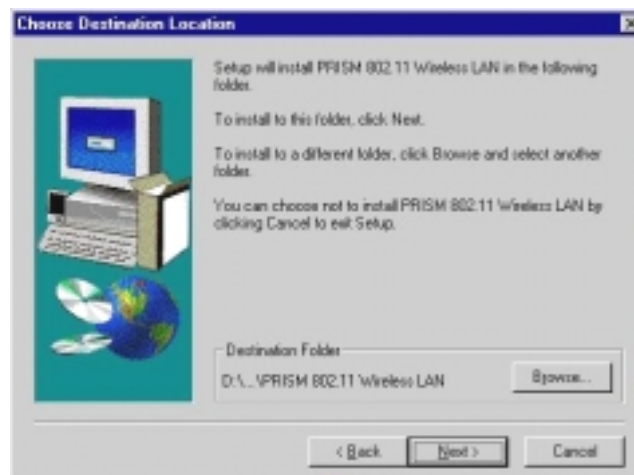 Choose Destination Location
Setup will install PRISM 802.11 Wireless LAN in the following
folder.
To install to this folder, click Next.
To install to a different folder, click Browse and select another
folder.
You can choose not to install PRISM 802.11 Wireless LAN by
clicking Cancel to exit Setup.
Destination Folder
D:\...\PRISM 802.11 Wireless LAN
Browse...
< Back
Next >
Cancel